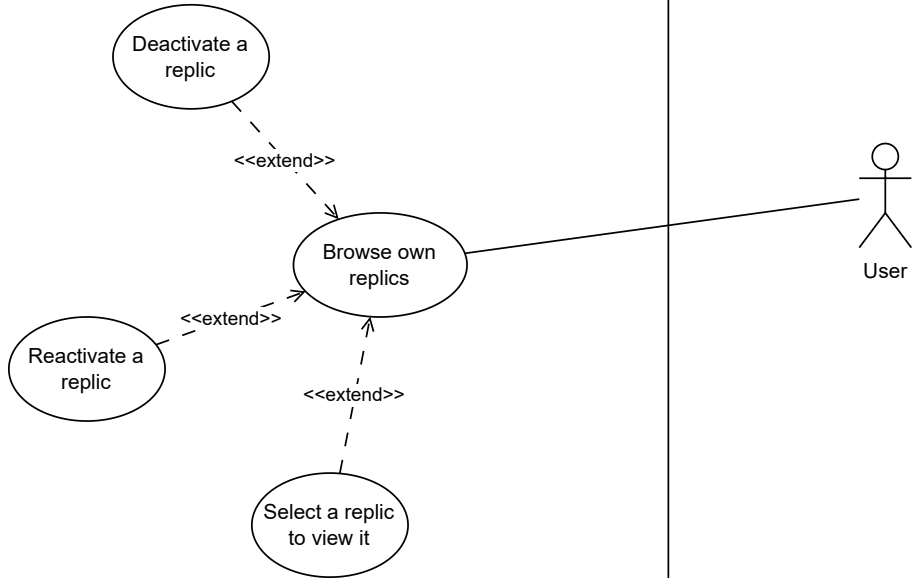 Deactivate a
replic
<<extend>>
Browse own
replics
User
<<extend>>
Reactivate a
replic
<<extend>>
Select a replic
to view it